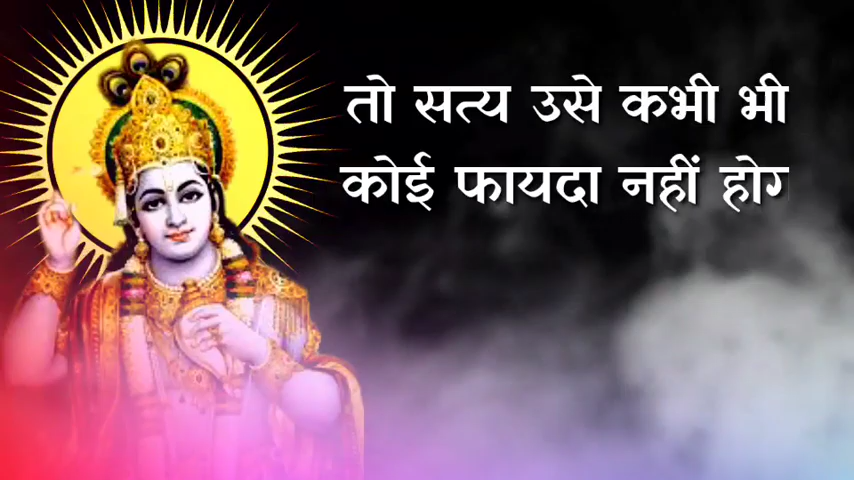 तो सत्य उसे कभी भी
कोई फायदा नहीं होग